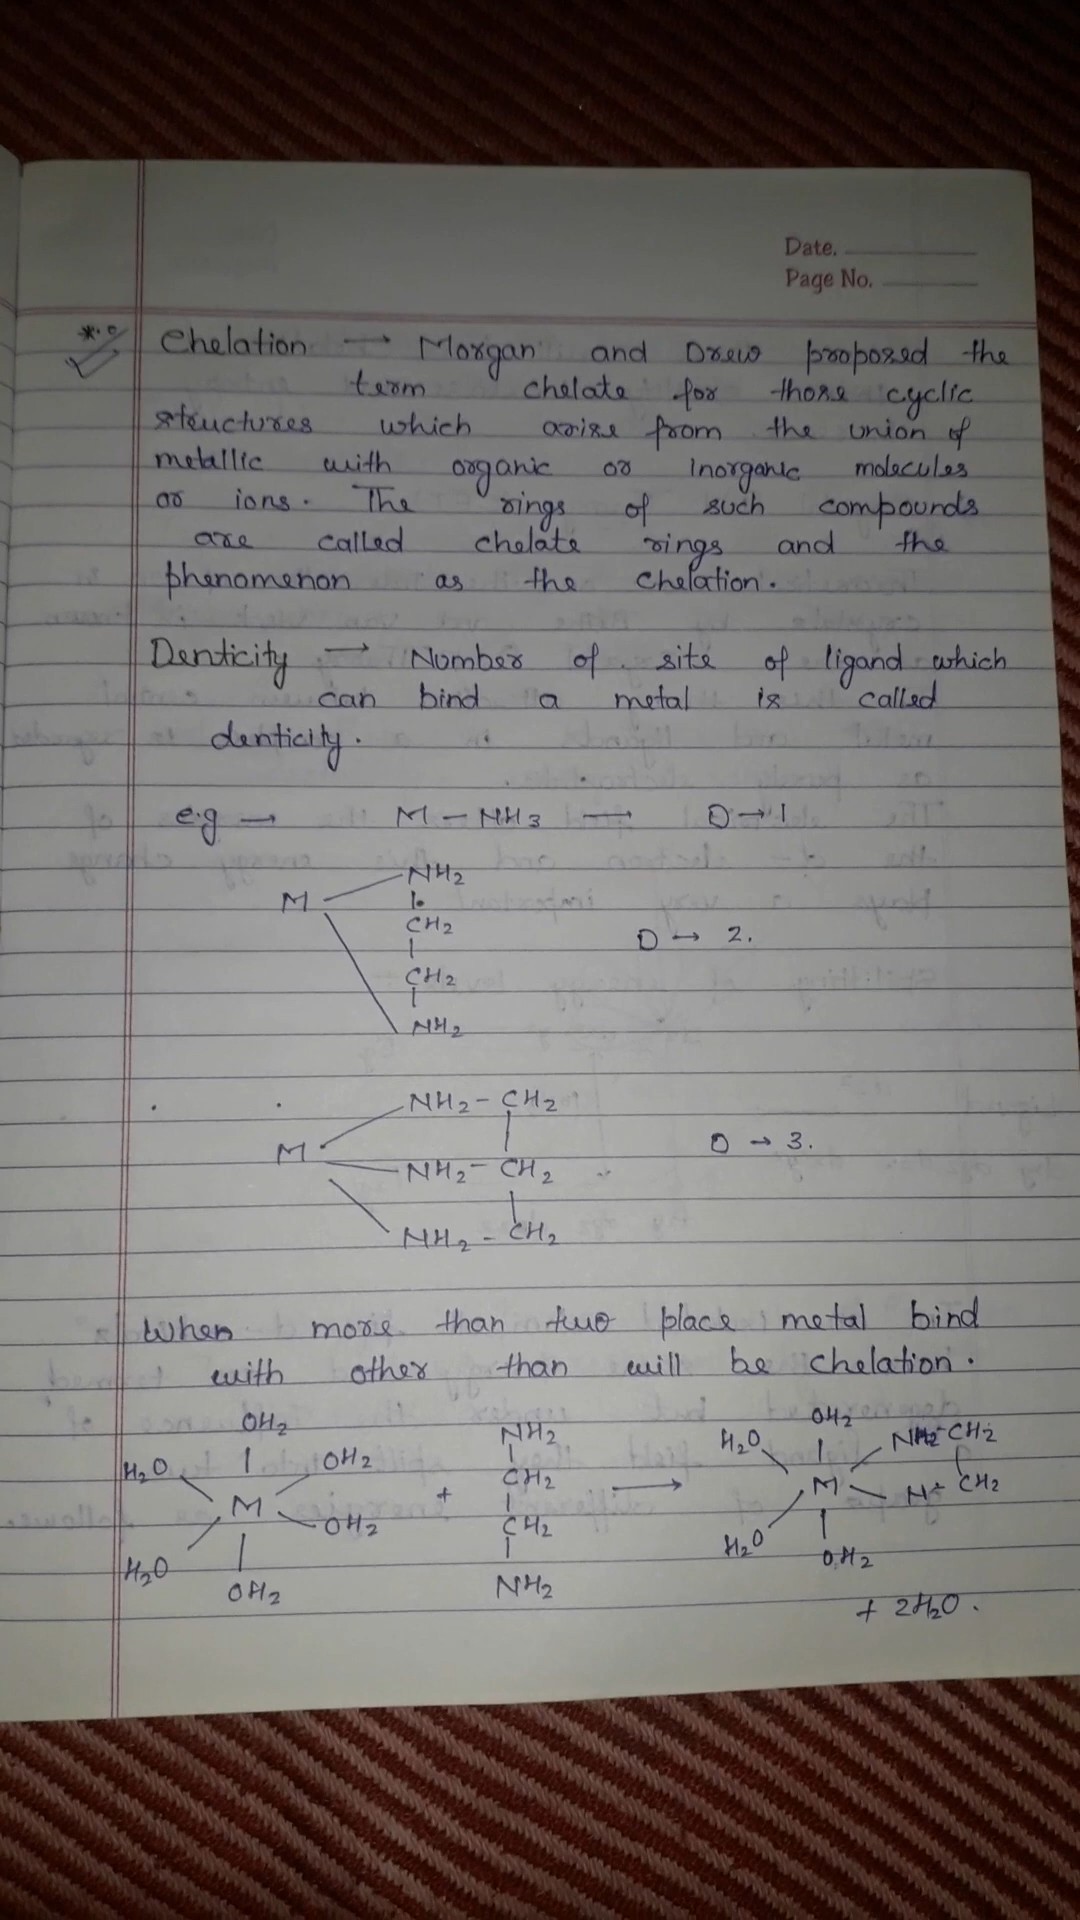 Date.
Page No.
Chelation → Morgan and Drew proposed the
term chelate for those cyclic
structures which arise from the union of
metallic with organic or inorganic molecules
or ions. The rings of such compounds
are called chelate rings and the
phenomenon as the chelation.
Denticity → Number of site of ligand which
can bind a metal is called
denticity.
e.g → M - NH3 → D → 1
NH2
M
CH2
D → 2.
CH2
NH2
NH2 - CH2
M D → 3.
NH2 - CH2
NH2 - CH2
When more than two place metal bind
with other than will be chelation.
OH2 NH2 OH2
H2O OH2 CH2 H2O NH2-CH2
M + → M
OH2 CH2 N CH2
H2O H2O
OH2 NH2 OH2
+ 2H2O.